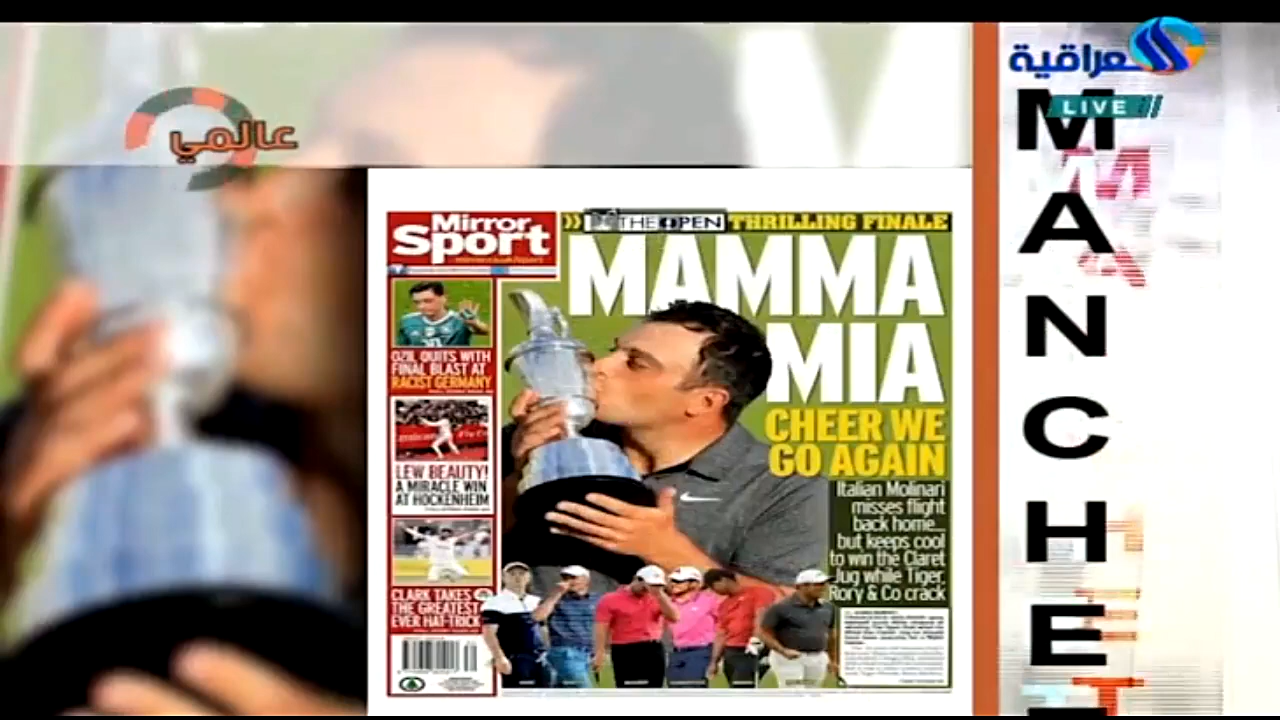 عراقية
LIVE
عالمي
MANCHE
Mirror
Sport
» THE OPEN THRILLING FINALE
MAMMA
MIA
CHEER WE
GO AGAIN
Italian Molinari
misses flight
back home...
but keeps cool
to win the Claret
Jug while Tiger,
Rory & Co crack
OZIL QUITS WITH
FINAL BLAST AT
RACIST GERMANY
LEW BEAUTY!
A MIRACLE WIN
AT HOCKENHEIM
CLARK TAKES
THE GREATEST
EVER HAT-TRICK